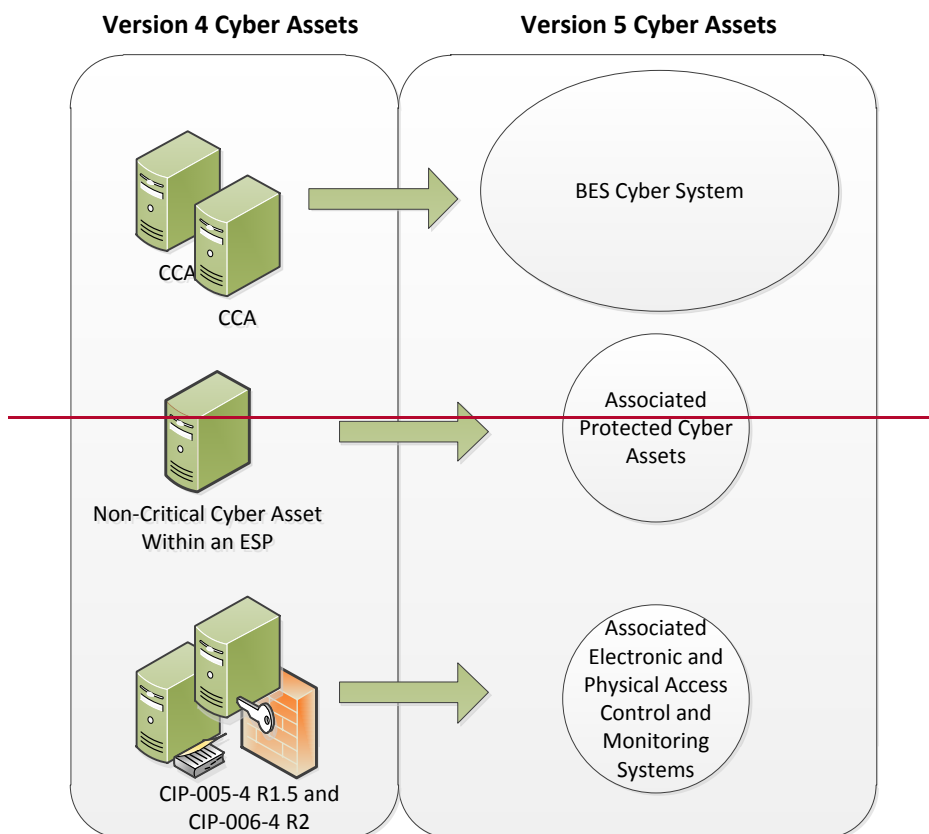 Version 4 Cyber Assets
Version 5 Cyber Assets
CCA
CCA
BES Cyber System
Non-Critical Cyber Asset
Within an ESP
Associated
Protected Cyber
Assets
CIP-005-4 R1.5 and
CIP-006-4 R2
Associated
Electronic and
Physical Access
Control and
Monitoring
Systems